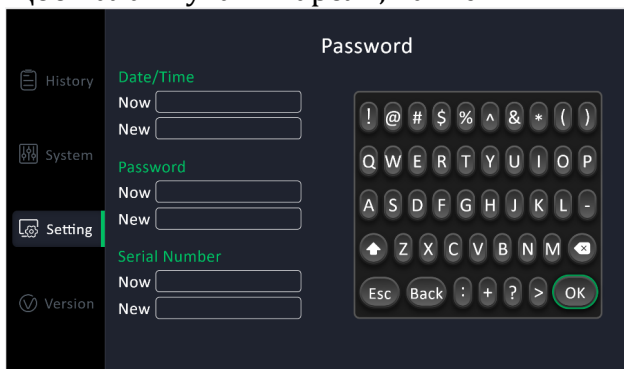 Password
History
System
Setting
Version
Date/Time
Now
New
Password
Now
New
Serial Number
Now
New
! @ # $ % ^ & * ( )
Q W E R T Y U I O P
A S D F G H J K L -
Z X C V B N M
Esc Back : + ? > OK